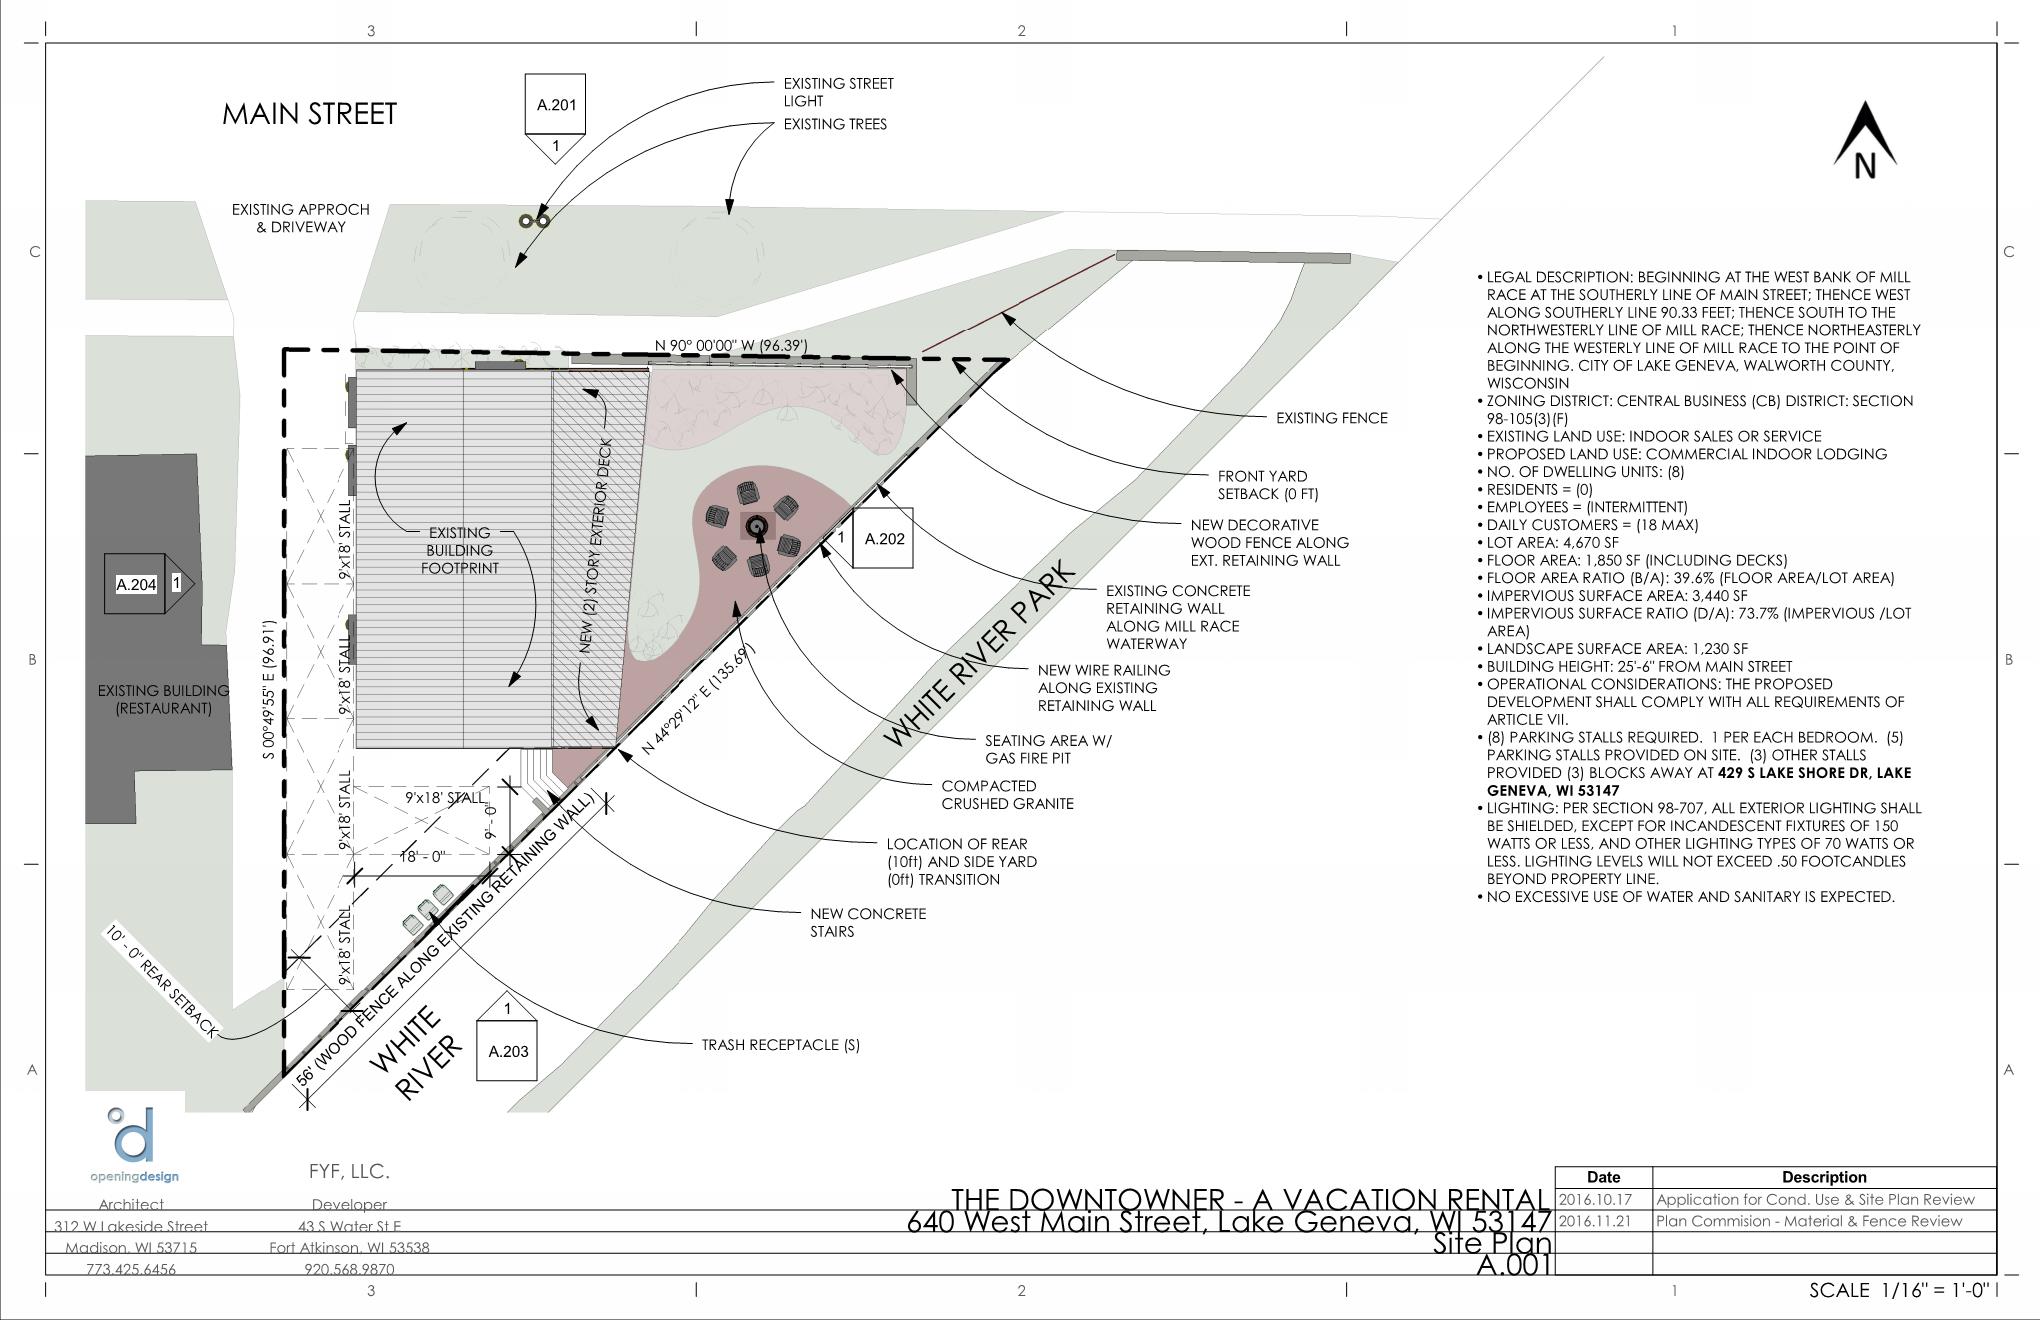 3
2
1
MAIN STREET
A.201
1
EXISTING STREET
LIGHT
EXISTING TREES
N
EXISTING APPROCH
& DRIVEWAY
C
C
N 90° 00'00" W (96.39')
• LEGAL DESCRIPTION: BEGINNING AT THE WEST BANK OF MILL
RACE AT THE SOUTHERLY LINE OF MAIN STREET; THENCE WEST
ALONG SOUTHERLY LINE 90.33 FEET; THENCE SOUTH TO THE
NORTHWESTERLY LINE OF MILL RACE; THENCE NORTHEASTERLY
ALONG THE WESTERLY LINE OF MILL RACE TO THE POINT OF
BEGINNING. CITY OF LAKE GENEVA, WALWORTH COUNTY,
WISCONSIN
• ZONING DISTRICT: CENTRAL BUSINESS (CB) DISTRICT: SECTION
98-105(3)(F)
• EXISTING LAND USE: INDOOR SALES OR SERVICE
• PROPOSED LAND USE: COMMERCIAL INDOOR LODGING
• NO. OF DWELLING UNITS: (8)
• RESIDENTS = (0)
• EMPLOYEES = (INTERMITTENT)
• DAILY CUSTOMERS = (18 MAX)
• LOT AREA: 4,670 SF
• FLOOR AREA: 1,850 SF (INCLUDING DECKS)
• FLOOR AREA RATIO (B/A): 39.6% (FLOOR AREA/LOT AREA)
• IMPERVIOUS SURFACE AREA: 3,440 SF
• IMPERVIOUS SURFACE RATIO (D/A): 73.7% (IMPERVIOUS /LOT
AREA)
• LANDSCAPE SURFACE AREA: 1,230 SF
• BUILDING HEIGHT: 25'-6" FROM MAIN STREET
• OPERATIONAL CONSIDERATIONS: THE PROPOSED
DEVELOPMENT SHALL COMPLY WITH ALL REQUIREMENTS OF
ARTICLE VII.
• (8) PARKING STALLS REQUIRED. 1 PER EACH BEDROOM. (5)
PARKING STALLS PROVIDED ON SITE. (3) OTHER STALLS
PROVIDED (3) BLOCKS AWAY AT 429 S LAKE SHORE DR, LAKE
GENEVA, WI 53147
• LIGHTING: PER SECTION 98-707, ALL EXTERIOR LIGHTING SHALL
BE SHIELDED, EXCEPT FOR INCANDESCENT FIXTURES OF 150
WATTS OR LESS, AND OTHER LIGHTING TYPES OF 70 WATTS OR
LESS. LIGHTING LEVELS WILL NOT EXCEED .50 FOOTCANDLES
BEYOND PROPERTY LINE.
• NO EXCESSIVE USE OF WATER AND SANITARY IS EXPECTED.
EXISTING FENCE
FRONT YARD
SETBACK (0 FT)
NEW DECORATIVE
WOOD FENCE ALONG
EXT. RETAINING WALL
EXISTING CONCRETE
RETAINING WALL
ALONG MILL RACE
WATERWAY
NEW WIRE RAILING
ALONG EXISTING
RETAINING WALL
SEATING AREA W/
GAS FIRE PIT
COMPACTED
CRUSHED GRANITE
LOCATION OF REAR
(10ft) AND SIDE YARD
(0ft) TRANSITION
NEW CONCRETE
STAIRS
TRASH RECEPTACLE (S)
EXISTING
BUILDING
FOOTPRINT
NEW (2) STORY EXTERIOR DECK
1
A.202
A.204
1
B
B
EXISTING BUILDING
(RESTAURANT)
S 00°49'55" E (96.91')
9'x18' STALL
9'x18' STALL
9'x18' STALL
9'x18' STALL
9'x18' STALL
9' - 0"
18' - 0"
N 44°29'12" E (135.69')
WHITE RIVER PARK
10' - 0" REAR SETBACK
56' (WOOD FENCE ALONG EXISTING RETAINING WALL)
WHITE
RIVER
1
A.203
A
A
openingdesign
Architect
312 W Lakeside Street
Madison, WI 53715
773.425.6456
FYF, LLC.
Developer
43 S Water St E
Fort Atkinson, WI 53538
920.568.9870
THE DOWNTOWNER - A VACATION RENTAL
640 West Main Street, Lake Geneva, WI 53147
Site Plan
A.001
Date Description
2016.10.17 Application for Cond. Use & Site Plan Review
2016.11.21 Plan Commision - Material & Fence Review
3
2
1
SCALE 1/16" = 1'-0"